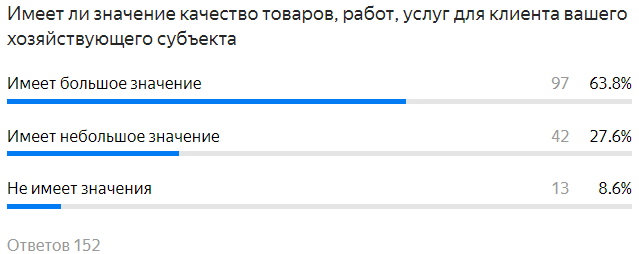 Имеет ли значение качество товаров, работ, услуг для клиента вашего
хозяйствующего субъекта
Имеет большое значение 97 63.8%
Имеет небольшое значение 42 27.6%
Не имеет значения 13 8.6%
Ответов 152